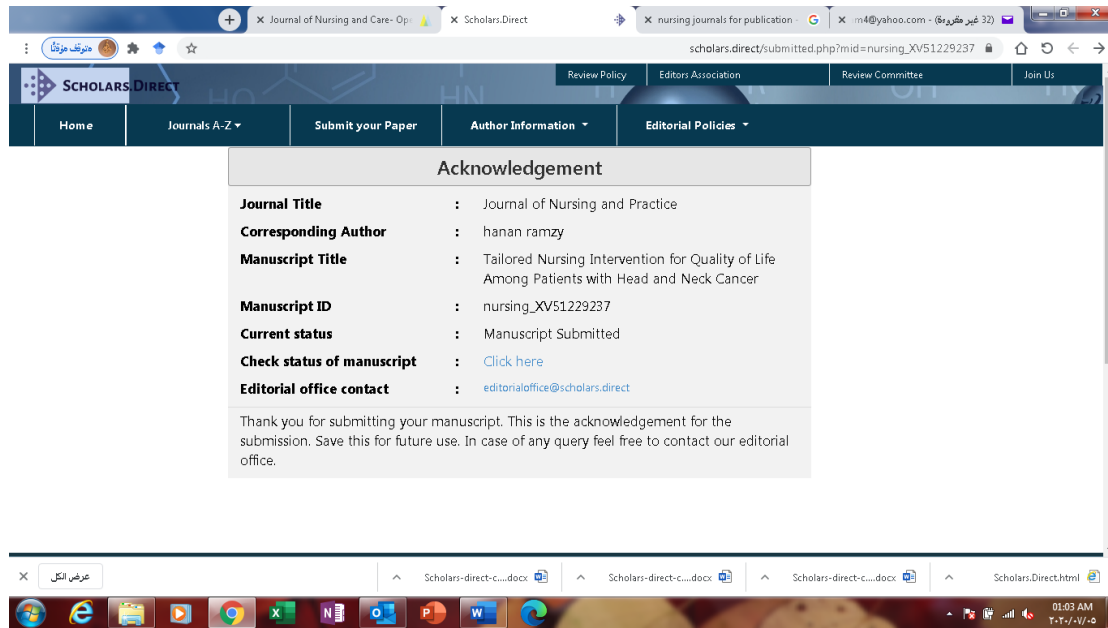 Journal of Nursing and Care- Op
Scholars.Direct
nursing journals for publication -
m4@yahoo.com - (32 غير مقروءة)
متوقف مؤقتًا
scholars.direct/submitted.php?mid=nursing_XV51229237
SCHOLARS.DIRECT
Review Policy
Editors Association
Review Committee
Join Us
Home
Journals A-Z
Submit your Paper
Author Information
Editorial Policies
Acknowledgement
Journal Title : Journal of Nursing and Practice
Corresponding Author : hanan ramzy
Manuscript Title : Tailored Nursing Intervention for Quality of Life
Among Patients with Head and Neck Cancer
Manuscript ID : nursing_XV51229237
Current status : Manuscript Submitted
Check status of manuscript : Click here
Editorial office contact : editorialoffice@scholars.direct
Thank you for submitting your manuscript. This is the acknowledgement for the
submission. Save this for future use. In case of any query feel free to contact our editorial
office.
عرض الكل
Scholars-direct-c....docx
Scholars-direct-c....docx
Scholars-direct-c....docx
Scholars.Direct.html
01:03 AM
٢٠٢٠/٠٧/٠٥